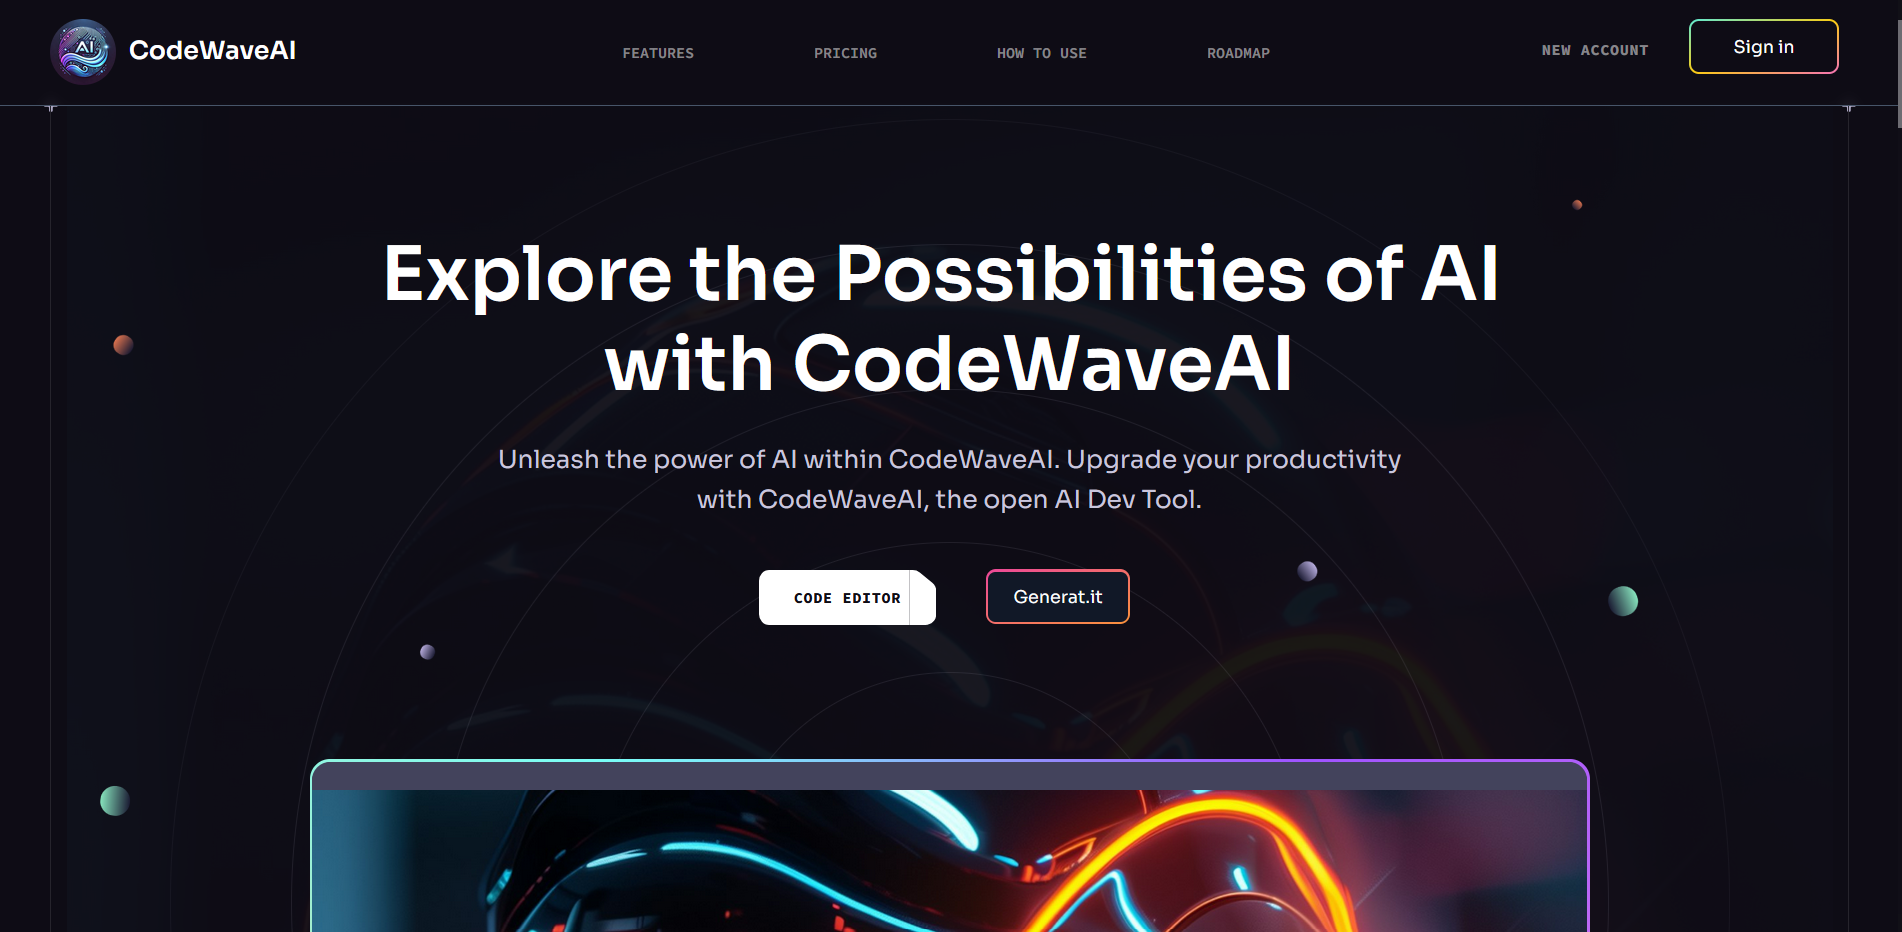 AI
CodeWaveAI
FEATURES
PRICING
HOW TO USE
ROADMAP
NEW ACCOUNT
Sign in
Explore the Possibilities of AI
with CodeWaveAI
Unleash the power of AI within CodeWaveAI. Upgrade your productivity
with CodeWaveAI, the open AI Dev Tool.
CODE EDITOR
Generat.it